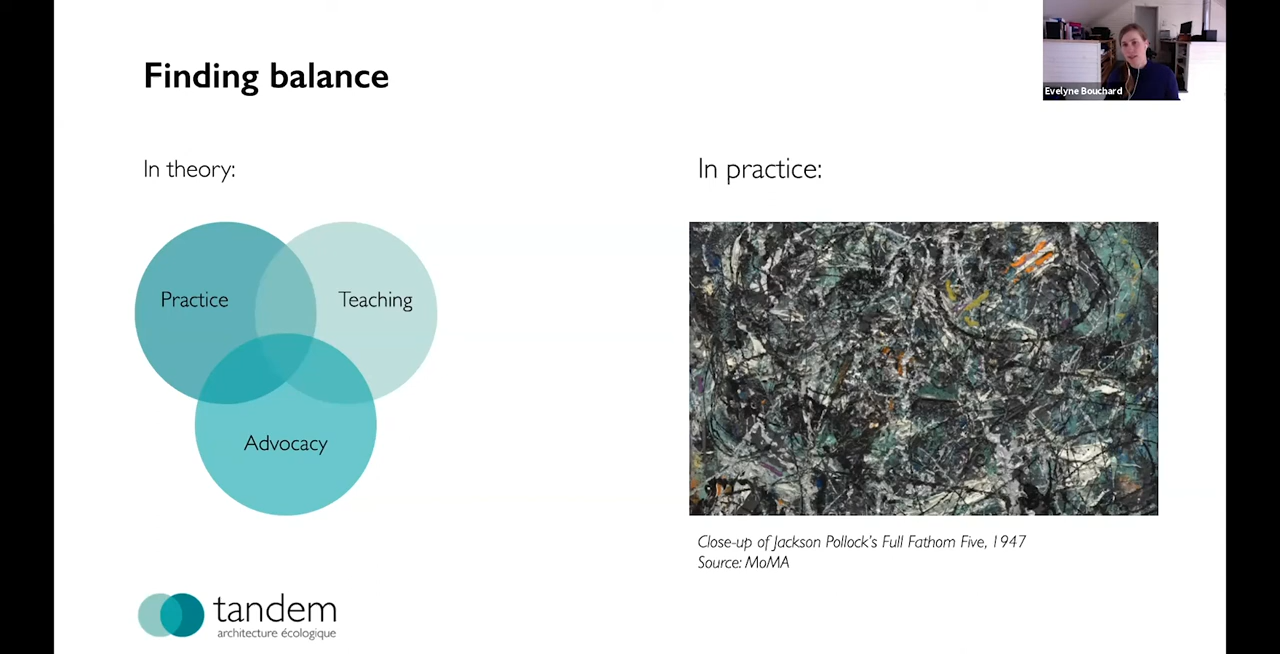 Finding balance
Evelyne Bouchard
In theory:
In practice:
Practice
Teaching
Advocacy
Close-up of Jackson Pollock's Full Fathom Five, 1947
Source: MoMA
tandem
architecture écologique